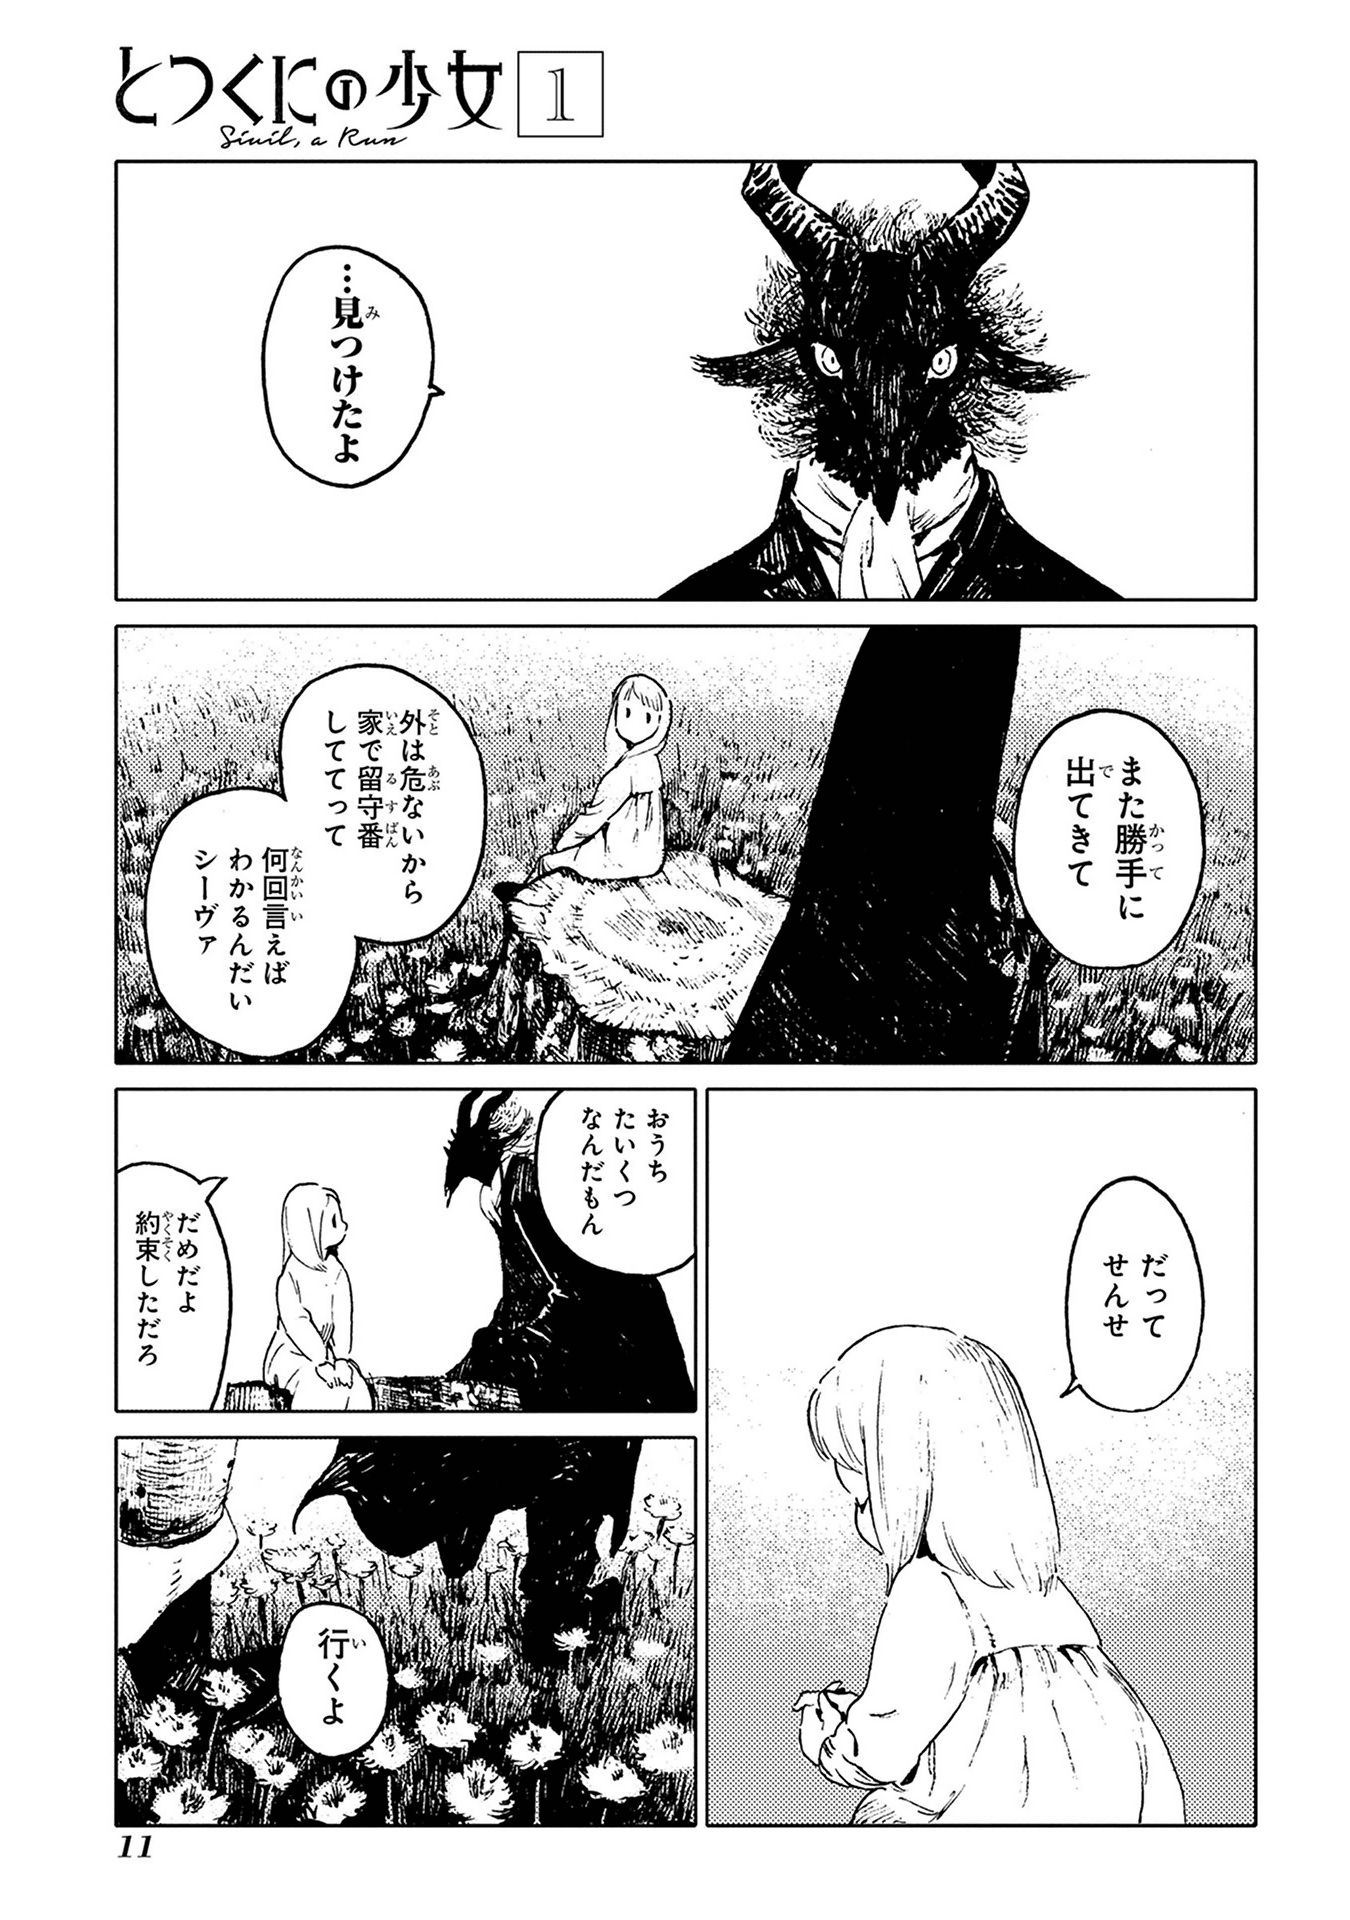 とつくにの少女
1
Siúil, a Rún
…見つけたよ
また勝手に
出てきて
外は危ないから
家で留守番
しててって
何回言えば
わかるんだい
シーヴァ
だって
せんせ
おうち
たいくつ
なんだもん
だめだよ
約束しただろ
行くよ
11